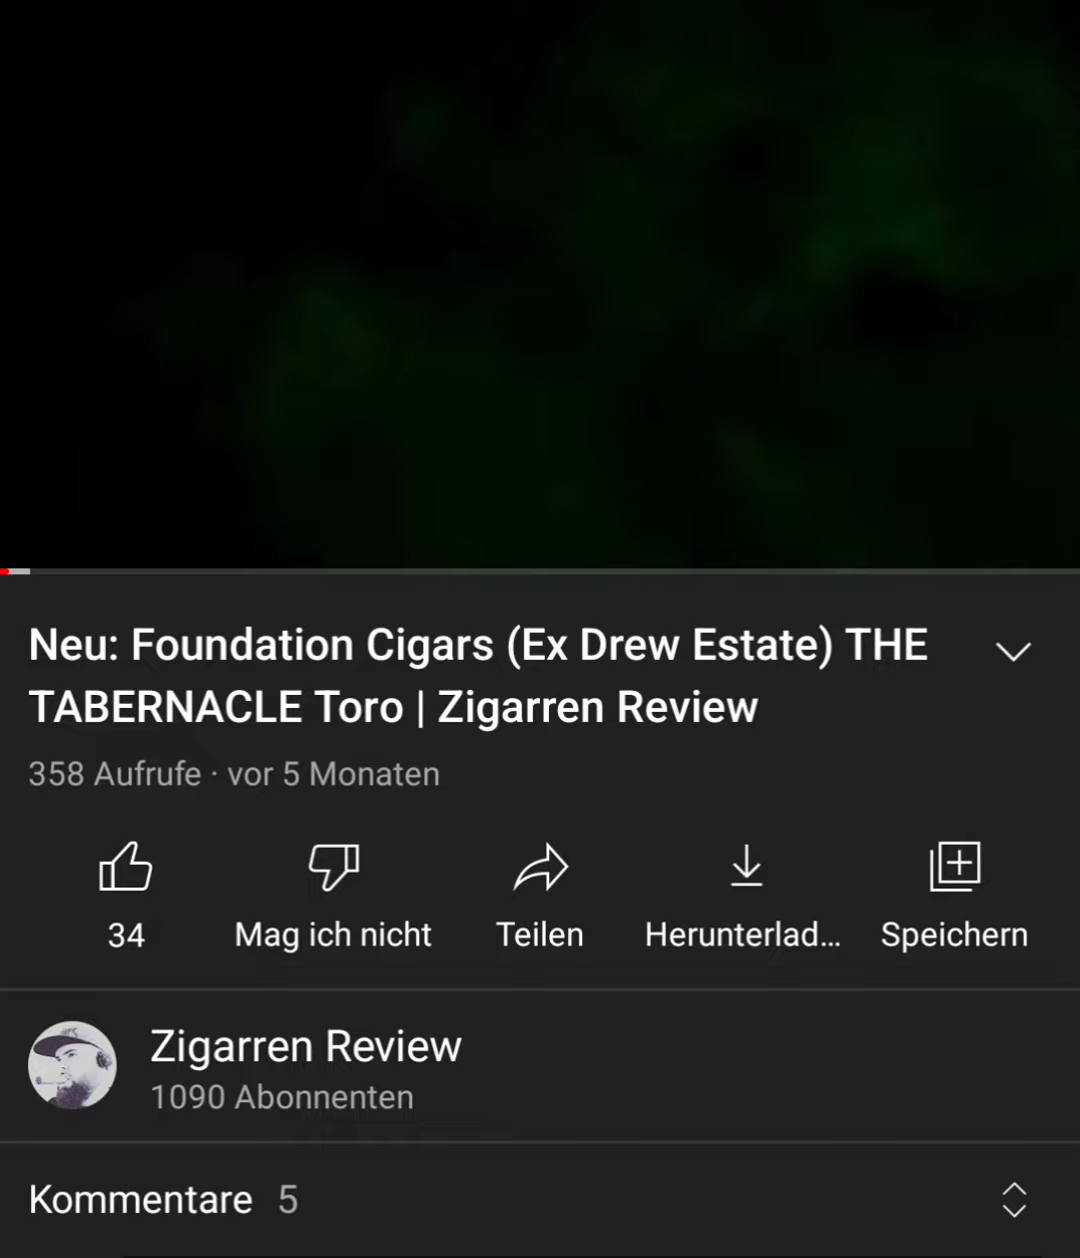 Neu: Foundation Cigars (Ex Drew Estate) THE
TABERNACLE Toro | Zigarren Review
358 Aufrufe · vor 5 Monaten
34
Mag ich nicht
Teilen
Herunterlad...
Speichern
Zigarren Review
1090 Abonnenten
Kommentare 5